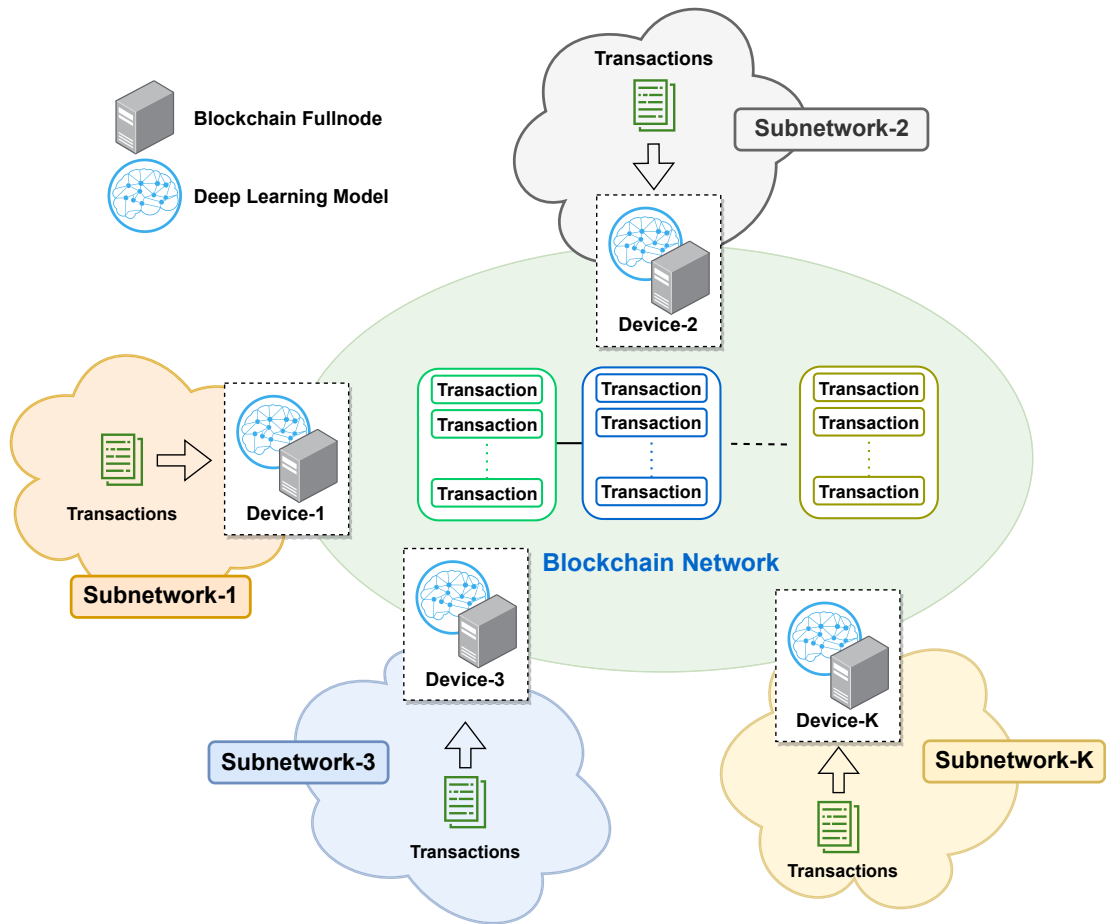 Transactions
Subnetwork-2
Blockchain Fullnode
Deep Learning Model
Device-2
Transaction
Transaction
Transaction
Transaction
Transaction
Transaction
Transaction
Transaction
Transaction
Transactions
Device-1
Subnetwork-1
Blockchain Network
Device-3
Subnetwork-3
Transactions
Device-K
Subnetwork-K
Transactions